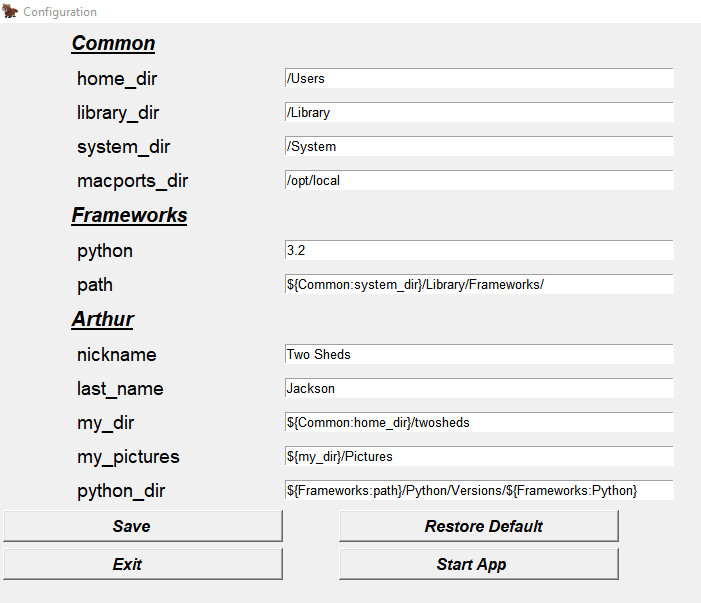 Configuration
Common
home_dir /Users
library_dir /Library
system_dir /System
macports_dir /opt/local
Frameworks
python 3.2
path ${Common:system_dir}/Library/Frameworks/
Arthur
nickname Two Sheds
last_name Jackson
my_dir ${Common:home_dir}/twosheds
my_pictures ${my_dir}/Pictures
python_dir ${Frameworks:path}/Python/Versions/${Frameworks:Python}
Save Restore Default
Exit Start App